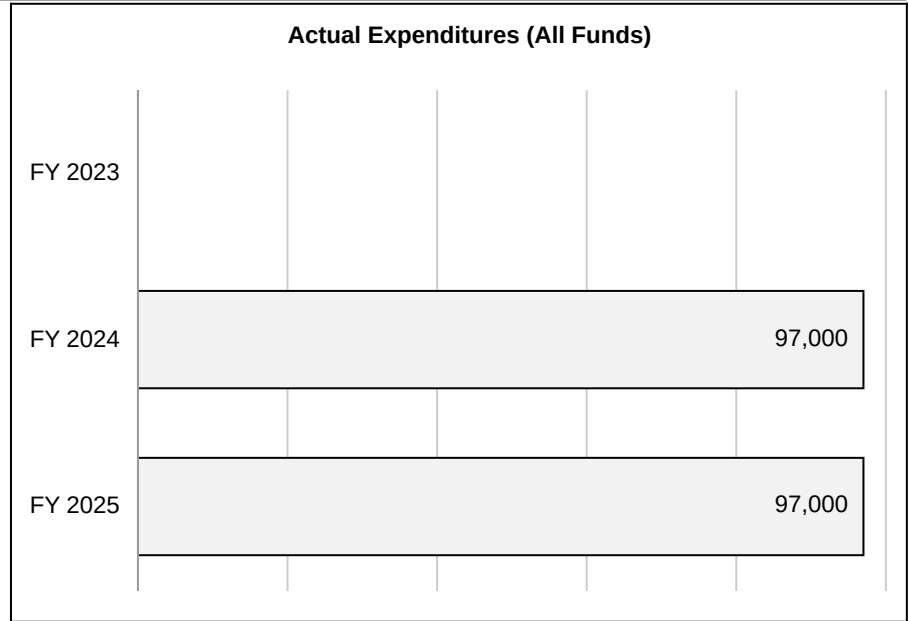 Actual Expenditures (All Funds)
FY 2023
FY 2024
97,000
FY 2025
97,000